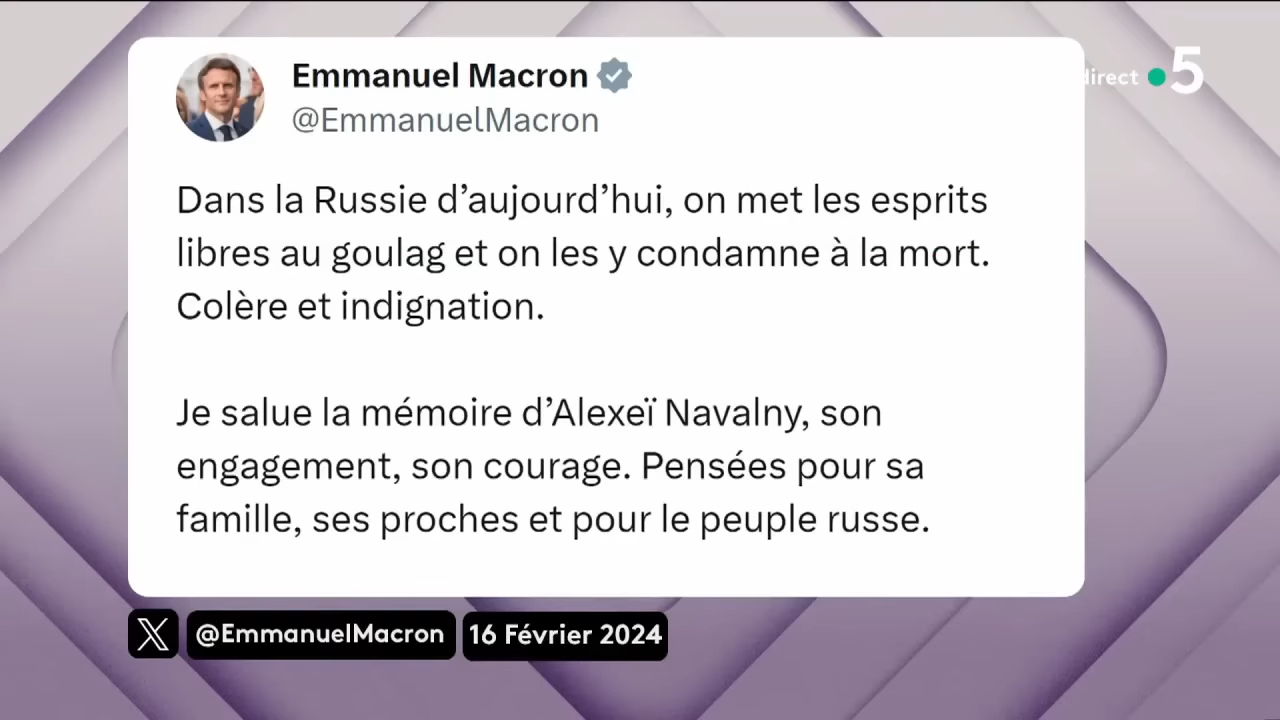 Emmanuel Macron
@EmmanuelMacron
direct 5
Dans la Russie d’aujourd’hui, on met les esprits
libres au goulag et on les y condamne à la mort.
Colère et indignation.
Je salue la mémoire d’Alexeï Navalny, son
engagement, son courage. Pensées pour sa
famille, ses proches et pour le peuple russe.
X @EmmanuelMacron 16 Février 2024